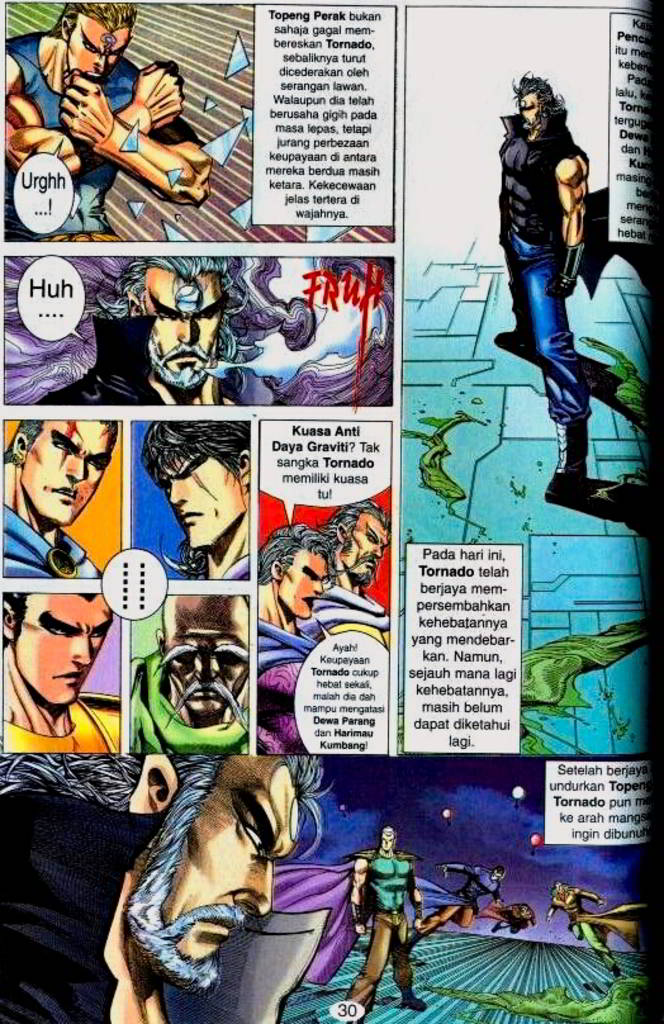 Topeng Perak bukan
sahaja gagal mem-
bereskan Tornado,
sebaliknya turut
dicederakan oleh
serangan lawan.
Walaupun dia telah
berusaha gigih pada
masa lepas, tetapi
jurang perbezaan
keupayaan di antara
mereka berdua masih
ketara. Kekecewaan
jelas tertera di
wajahnya.
Urghh
...!
Huh
....
FRUH
Kuasa Anti
Daya Graviti? Tak
sangka Tornado
memiliki kuasa
tu!
Ayah!
Keupayaan
Tornado cukup
hebat sekali,
malah dia dah
mampu mengatasi
Dewa Parang
dan Harimau
Kumbang!
itu
lalu,
Dewa
dan
hebat
Pada hari ini,
Tornado telah
berjaya mem-
persembahkan
kehebatannya
yang mendebar-
kan. Namun,
sejauh mana lagi
kehebatannya,
masih belum
dapat diketahui
lagi.
Setelah berjaya
undurkan
Tornado pun
ke arah
ingin
30